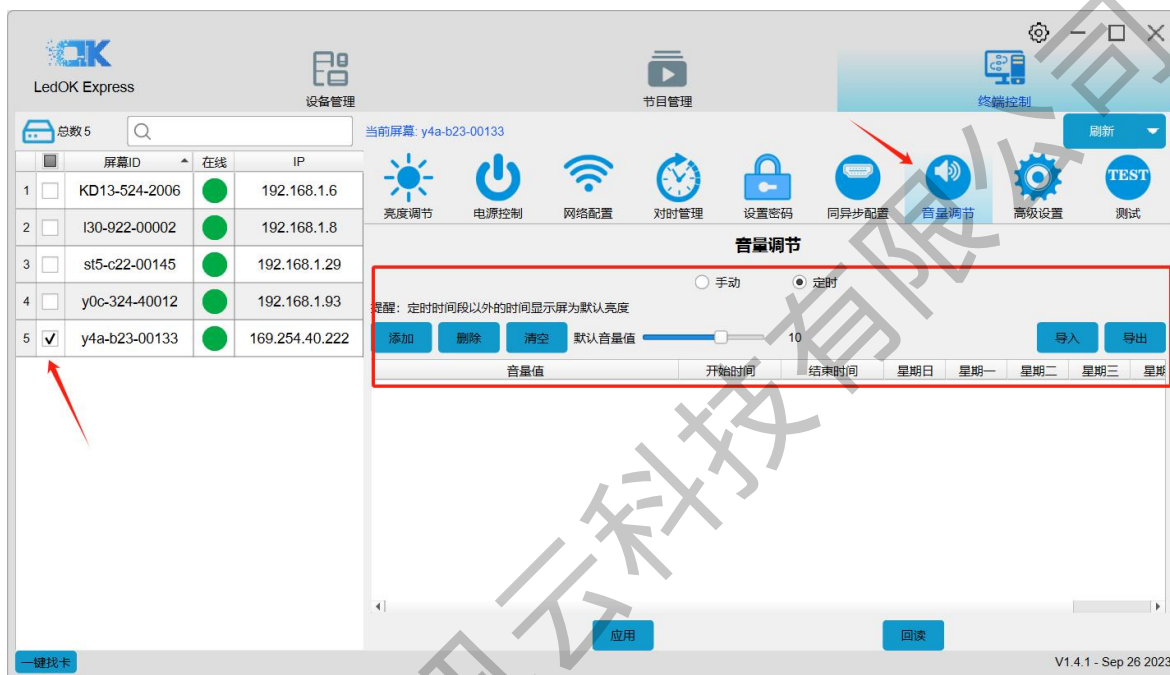 LedOK Express
设备管理
节目管理
终端控制
总数 5
当前屏幕: y4a-b23-00133
刷新
屏幕ID 在线 IP
1 KD13-524-2006 192.168.1.6
2 l30-922-00002 192.168.1.8
3 st5-c22-00145 192.168.1.29
4 y0c-324-40012 192.168.1.93
5 y4a-b23-00133 169.254.40.222
亮度调节 电源控制 网络配置 对时管理 设置密码 同异步配置 音量调节 高级设置 测试
TEST
音量调节
手动 定时
提醒：定时时间段以外的时间显示屏为默认亮度
添加 删除 清空 默认音量值 10 导入 导出
音量值 开始时间 结束时间 星期日 星期一 星期二 星期三 星期
应用 回读
一键找卡
V1.4.1 - Sep 26 2023
云科技有限公司